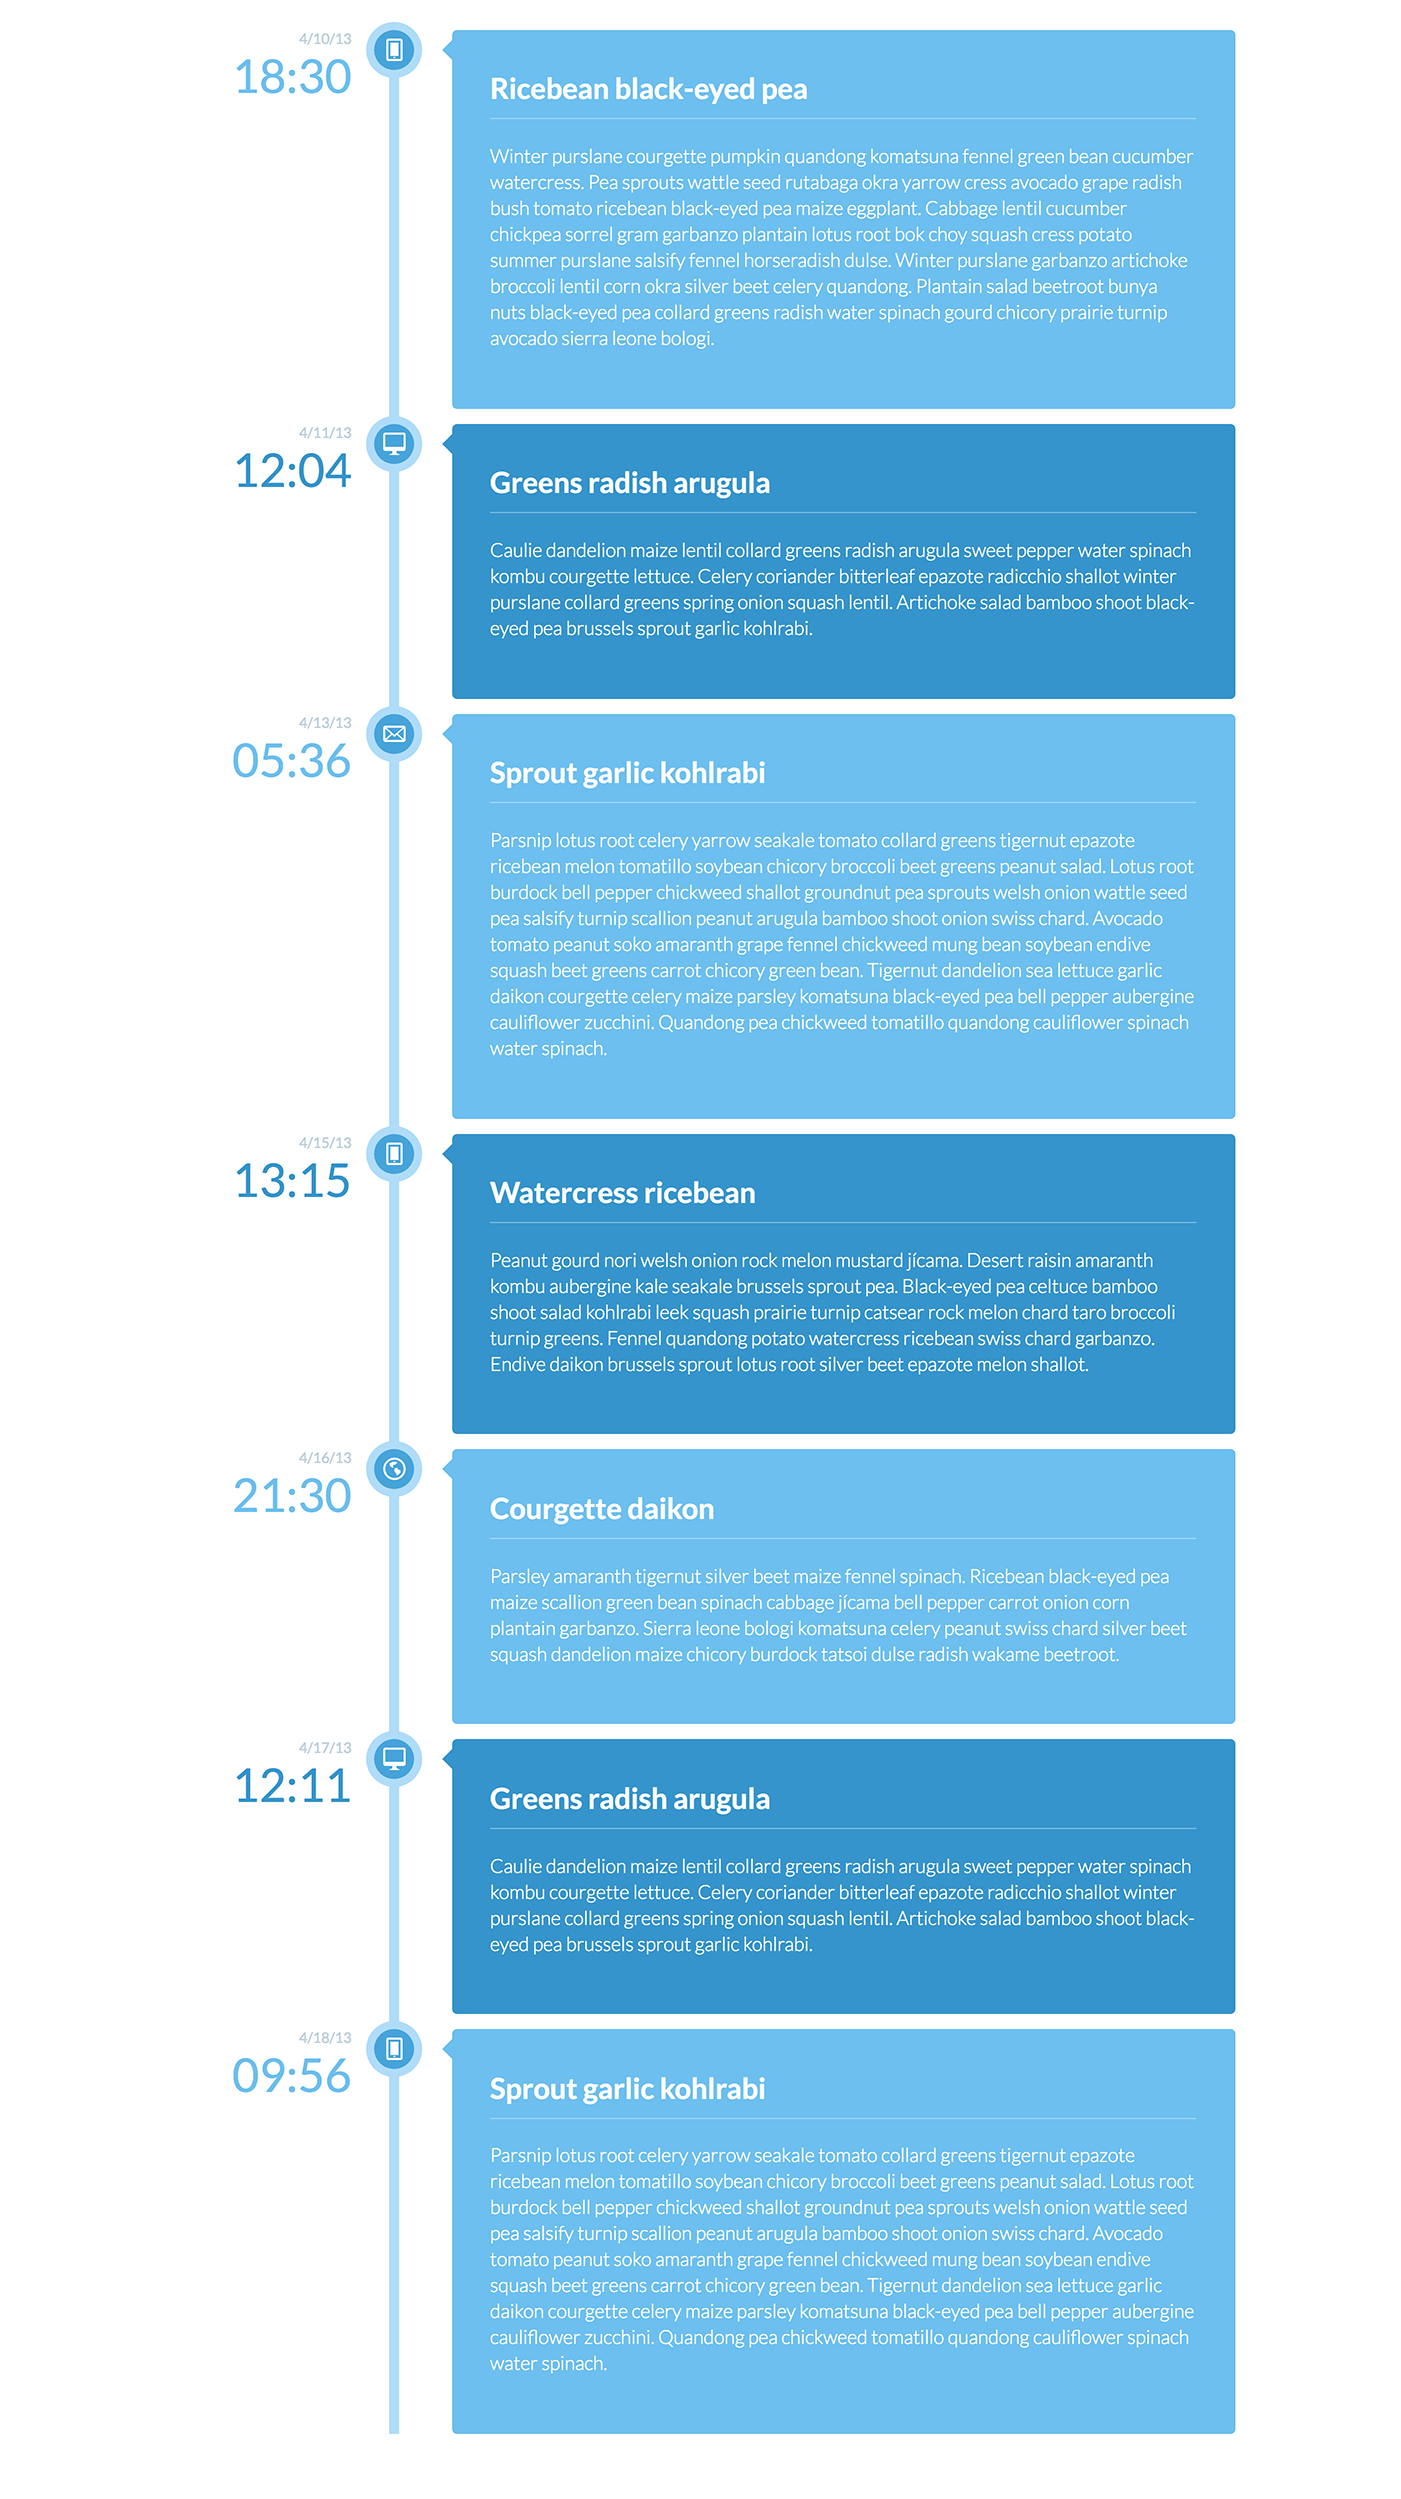 4/10/13
18:30
Ricebean black-eyed pea
Winter purslane courgette pumpkin quandong komatsuna fennel green bean cucumber
watercress. Pea sprouts wattle seed rutabaga okra yarrow cress avocado grape radish
bush tomato ricebean black-eyed pea maize eggplant. Cabbage lentil cucumber
chickpea sorrel gram garbanzo plantain lotus root bok choy squash cress potato
summer purslane salsify fennel horseradish dulse. Winter purslane garbanzo artichoke
broccoli lentil corn okra silver beet celery quandong. Plantain salad beetroot bunya
nuts black-eyed pea collard greens radish water spinach gourd chicory prairie turnip
avocado sierra leone bologi.
4/11/13
12:04
Greens radish arugula
Caulie dandelion maize lentil collard greens radish arugula sweet pepper water spinach
kombu courgette lettuce. Celery coriander bitterleaf epazote radicchio shallot winter
purslane collard greens spring onion squash lentil. Artichoke salad bamboo shoot black-
eyed pea brussels sprout garlic kohlrabi.
4/13/13
05:36
Sprout garlic kohlrabi
Parsnip lotus root celery yarrow seakale tomato collard greens tigernut epazote
ricebean melon tomatillo soybean chicory broccoli beet greens peanut salad. Lotus root
burdock bell pepper chickweed shallot groundnut pea sprouts welsh onion wattle seed
pea salsify turnip scallion peanut arugula bamboo shoot onion swiss chard. Avocado
tomato peanut soko amaranth grape fennel chickweed mung bean soybean endive
squash beet greens carrot chicory green bean. Tigernut dandelion sea lettuce garlic
daikon courgette celery maize parsley komatsuna black-eyed pea bell pepper aubergine
cauliflower zucchini. Quandong pea chickweed tomatillo quandong cauliflower spinach
water spinach.
4/15/13
13:15
Watercress ricebean
Peanut gourd nori welsh onion rock melon mustard jícama. Desert raisin amaranth
kombu aubergine kale seakale brussels sprout pea. Black-eyed pea celtuce bamboo
shoot salad kohlrabi leek squash prairie turnip catsear rock melon chard taro broccoli
turnip greens. Fennel quandong potato watercress ricebean swiss chard garbanzo.
Endive daikon brussels sprout lotus root silver beet epazote melon shallot.
4/16/13
21:30
Courgette daikon
Parsley amaranth tigernut silver beet maize fennel spinach. Ricebean black-eyed pea
maize scallion green bean spinach cabbage jícama bell pepper carrot onion corn
plantain garbanzo. Sierra leone bologi komatsuna celery peanut swiss chard silver beet
squash dandelion maize chicory burdock tatsoi dulse radish wakame beetroot.
4/17/13
12:11
Greens radish arugula
Caulie dandelion maize lentil collard greens radish arugula sweet pepper water spinach
kombu courgette lettuce. Celery coriander bitterleaf epazote radicchio shallot winter
purslane collard greens spring onion squash lentil. Artichoke salad bamboo shoot black-
eyed pea brussels sprout garlic kohlrabi.
4/18/13
09:56
Sprout garlic kohlrabi
Parsnip lotus root celery yarrow seakale tomato collard greens tigernut epazote
ricebean melon tomatillo soybean chicory broccoli beet greens peanut salad. Lotus root
burdock bell pepper chickweed shallot groundnut pea sprouts welsh onion wattle seed
pea salsify turnip scallion peanut arugula bamboo shoot onion swiss chard. Avocado
tomato peanut soko amaranth grape fennel chickweed mung bean soybean endive
squash beet greens carrot chicory green bean. Tigernut dandelion sea lettuce garlic
daikon courgette celery maize parsley komatsuna black-eyed pea bell pepper aubergine
cauliflower zucchini. Quandong pea chickweed tomatillo quandong cauliflower spinach
water spinach.